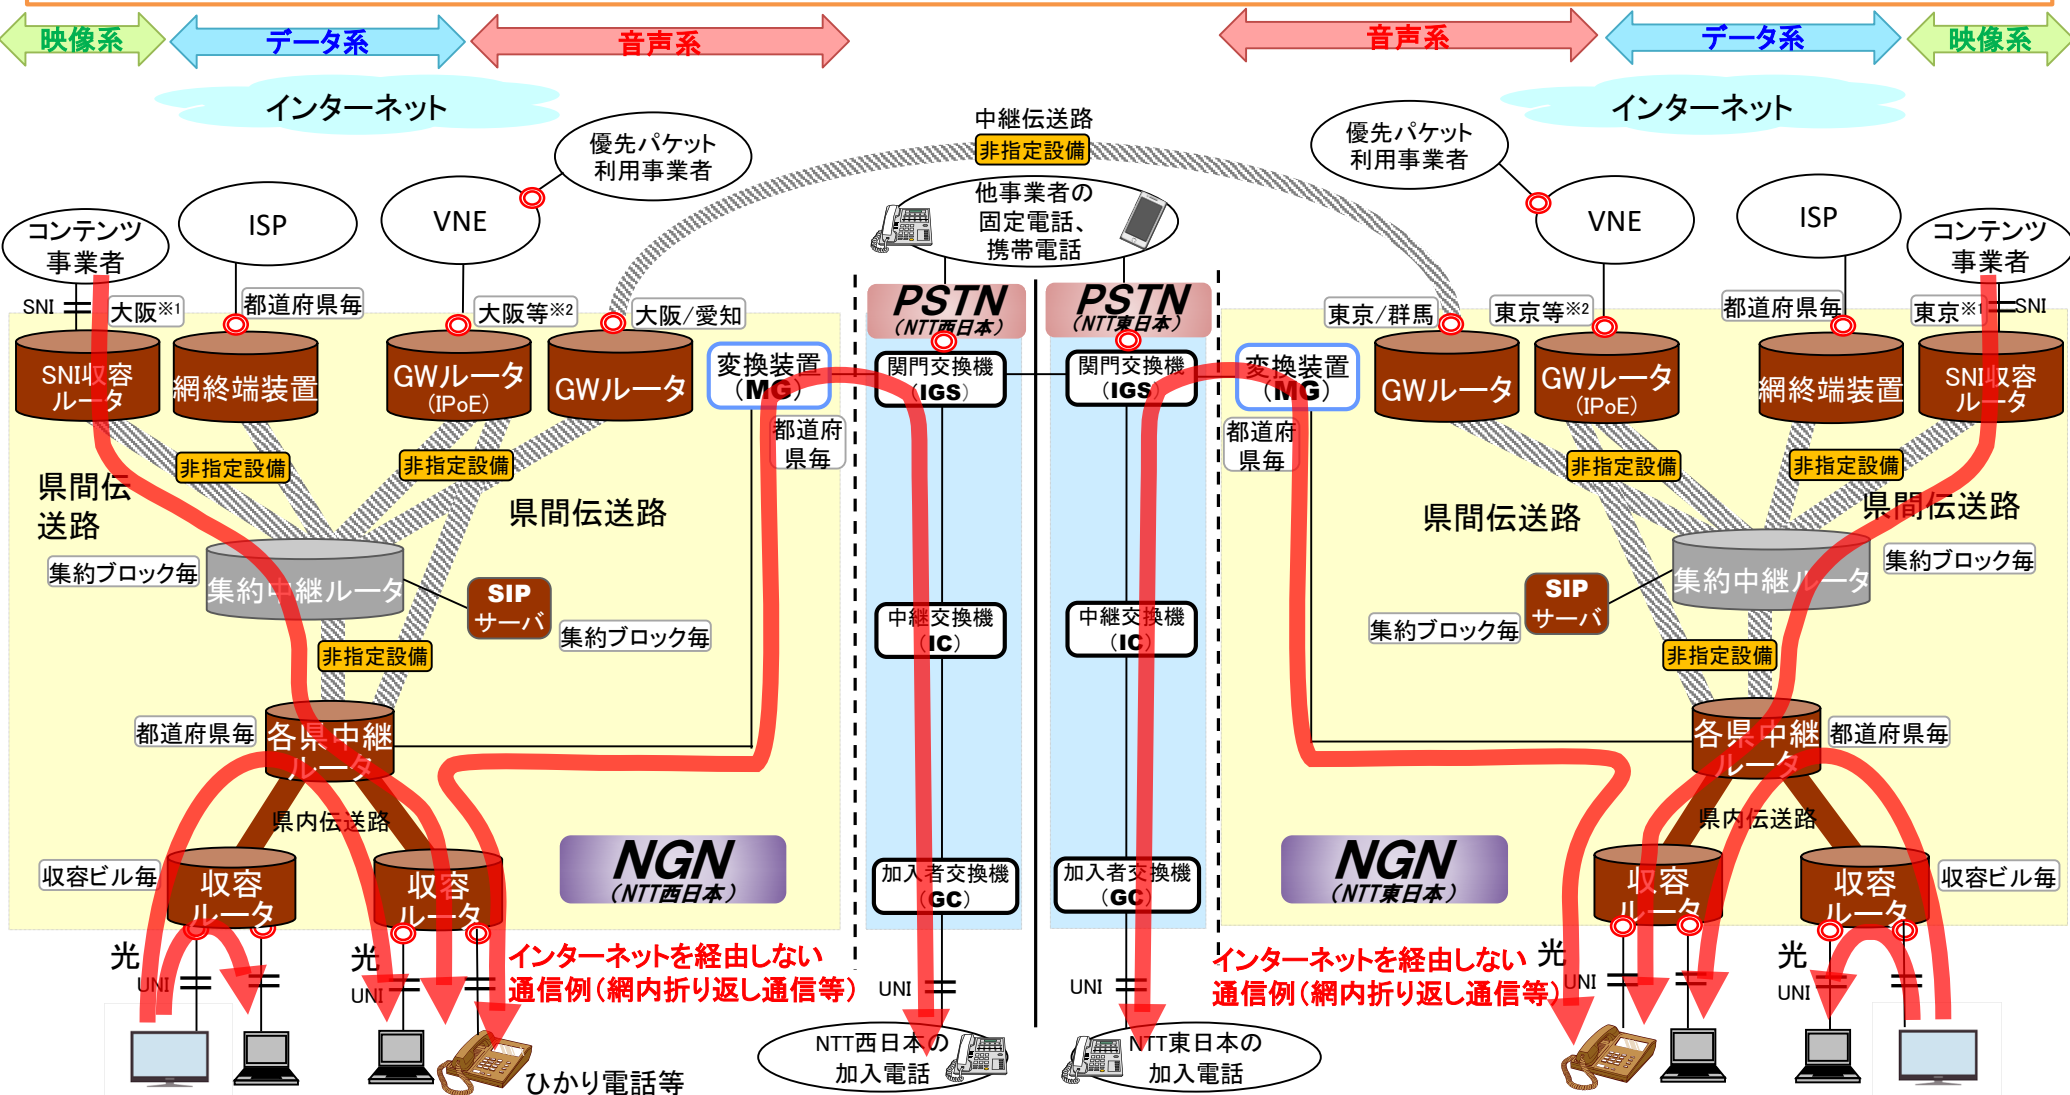 映像系
データ系
音声系
音声系
データ系
映像系
インターネット
インターネット
中継伝送路
非指定設備
優先パケット
利用事業者
優先パケット
利用事業者
他事業者の
固定電話、
携帯電話
コンテンツ
事業者
ISP
VNE
VNE
ISP
コンテンツ
事業者
SNI
大阪※1
都道府県毎
大阪等※2
大阪/愛知
PSTN
(NTT西日本)
PSTN
(NTT東日本)
東京/群馬
東京等※2
都道府県毎
東京※1
SNI
SNI収容
ルータ
網終端装置
GWルータ
(IPoE)
GWルータ
変換装置
(MG)
関門交換機
(IGS)
関門交換機
(IGS)
変換装置
(MG)
GWルータ
GWルータ
(IPoE)
網終端装置
SNI収容
ルータ
都道府
県毎
都道府
県毎
非指定設備
非指定設備
非指定設備
非指定設備
県間伝
送路
県間伝送路
県間伝送路
県間伝送路
集約ブロック毎
集約中継ルータ
SIP
サーバ
集約ブロック毎
中継交換機
(IC)
中継交換機
(IC)
集約ブロック毎
SIP
サーバ
集約中継ルータ
集約ブロック毎
非指定設備
非指定設備
都道府県毎
各県中継
ルータ
各県中継
ルータ
都道府県毎
県内伝送路
県内伝送路
収容ビル毎
収容
ルータ
収容
ルータ
NGN
(NTT西日本)
加入者交換機
(GC)
加入者交換機
(GC)
NGN
(NTT東日本)
収容
ルータ
収容
ルータ
収容ビル毎
光
UNI
光
UNI
インターネットを経由しない
通信例(網内折り返し通信等)
UNI
UNI
インターネットを経由しない
通信例(網内折り返し通信等)
光
UNI
光
UNI
ひかり電話等
NTT西日本の
加入電話
NTT東日本の
加入電話